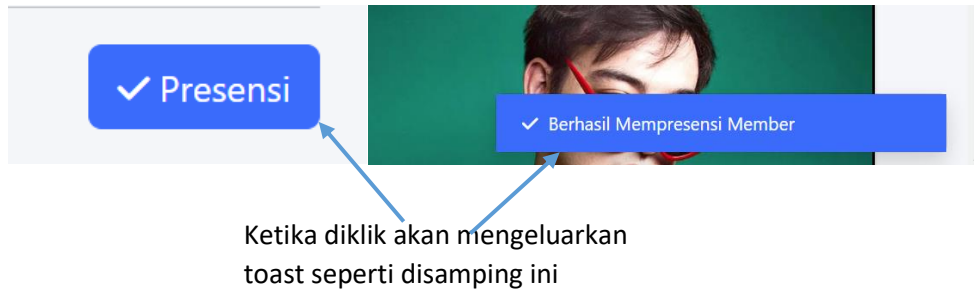 Presensi
Berhasil Mempresensi Member
Ketika diklik akan mengeluarkan
toast seperti disamping ini